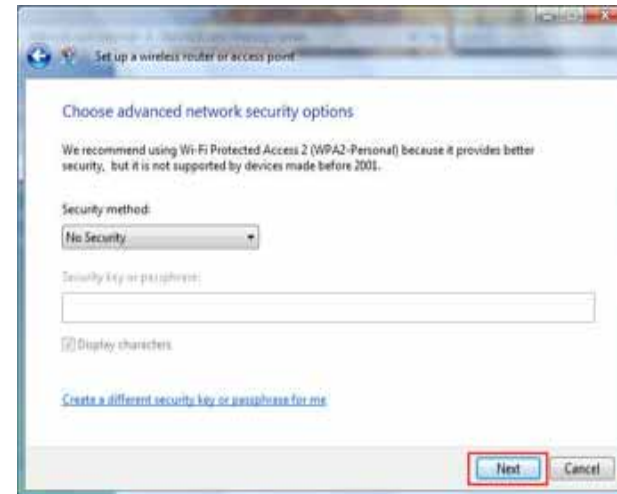 Set up a wireless router or access point
Choose advanced network security options
We recommend using Wi-Fi Protected Access 2 (WPA2-Personal) because it provides better
security, but it is not supported by devices made before 2001.
Security method:
No Security
Security key or passphrase:
Display characters
Create a different security key or passphrase for me
Next Cancel